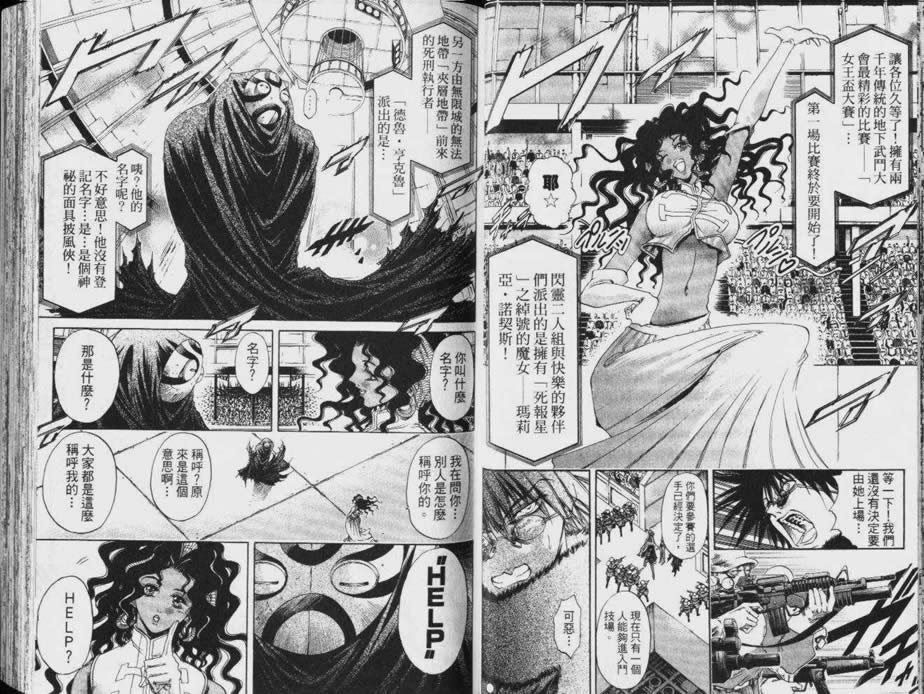 讓各位久等了！擁有兩
千年傳統的地下武鬥大
會最精彩的比賽——
女王盃大賽⋯
第一場比賽終於要開始了！
耶☆
閃靈二人組與快樂的夥伴
們派出的是擁有「死報星
」之綽號的魔女——瑪莉
亞・諾契斯！
等一下！我們
還沒有決定要
由她上場⋯
你們要參賽的選
手已經決定了，
現在只有一個
人能夠進入鬥
技場。
可惡⋯
另一方由無限城的無法
地帶「夾層地帶」前來
的死刑執行者——
「德魯・亨克魯」
派出的是⋯
咦？他的
名字呢？
不好意思！他沒有登
記名字⋯是⋯是個神
祕的面具披風俠！
你叫什麼
名字？
名字？
那是什麼？
我在問你⋯
別人是怎麼
稱呼你的。
稱呼？原
來是這個
意思啊⋯
大家都是這麼
稱呼我的⋯
"HELP"
HELP?